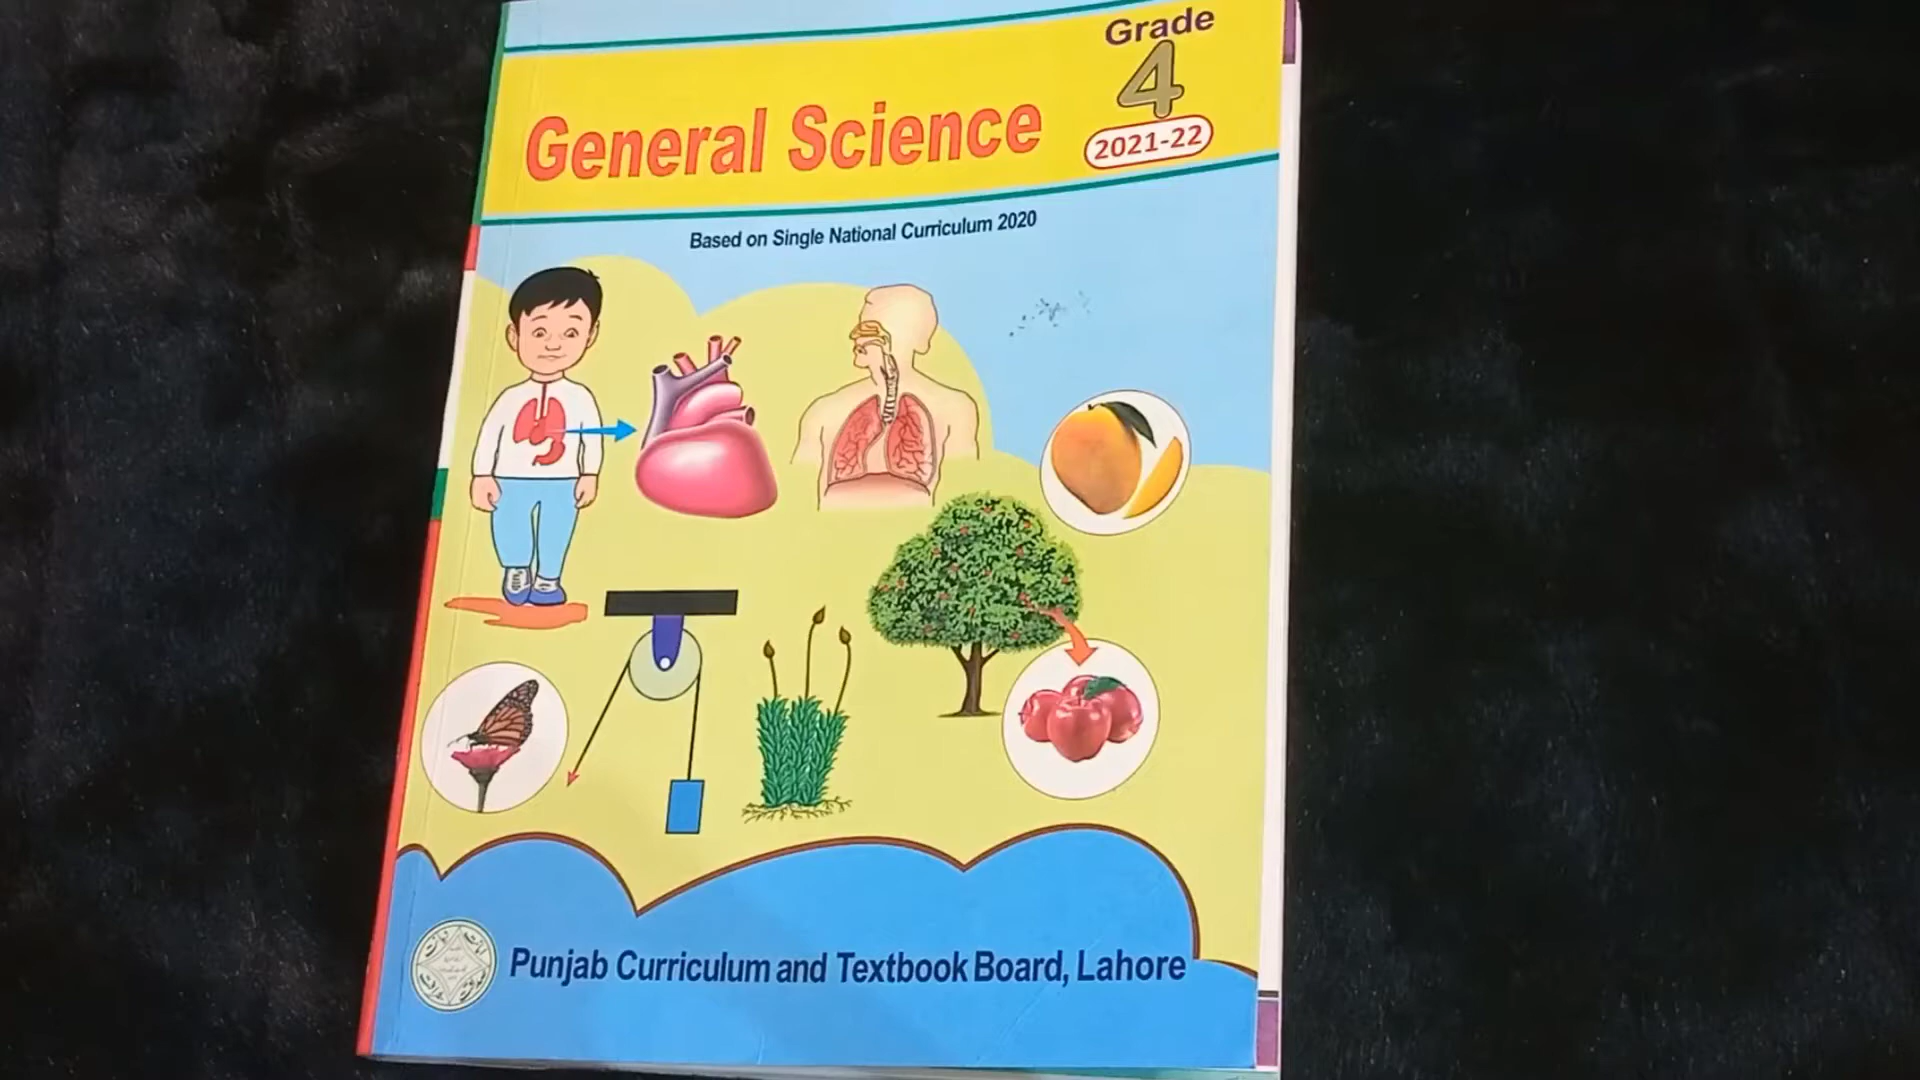 Grade
4
General Science
2021-22
Based on Single National Curriculum 2020
Punjab Curriculum and Textbook Board, Lahore